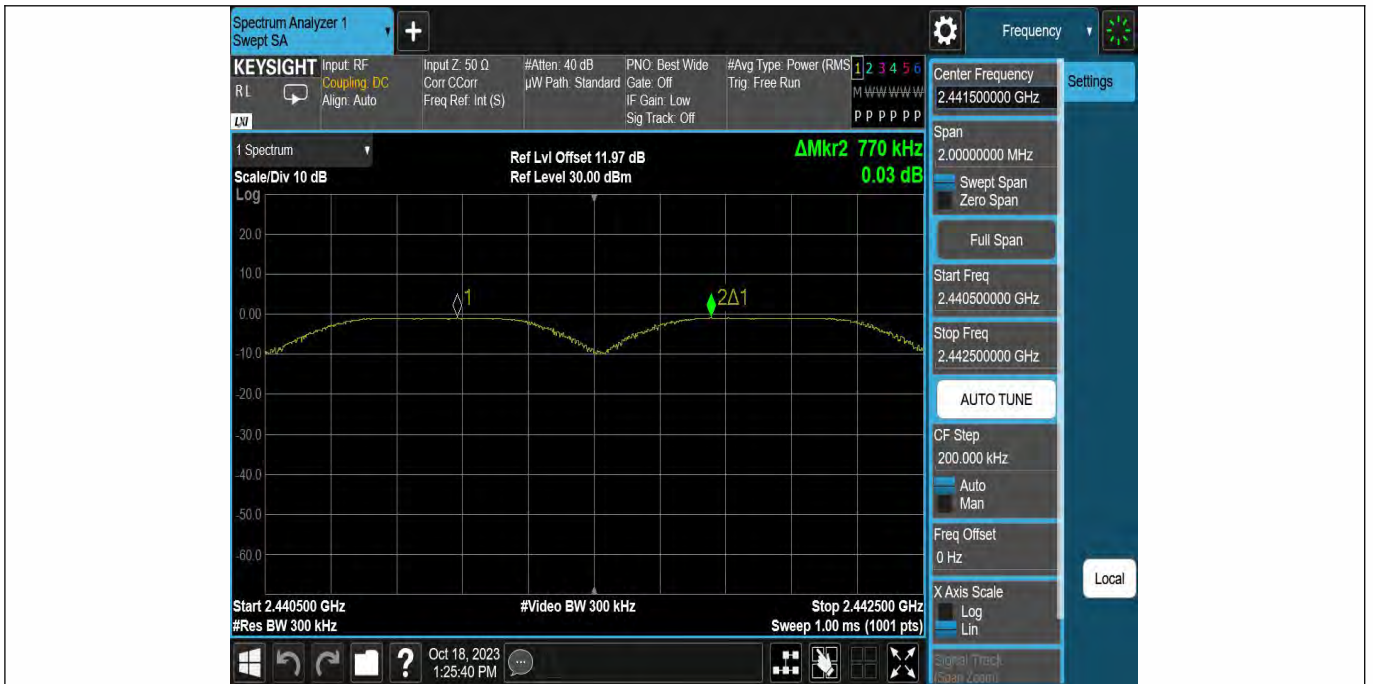 Spectrum Analyzer 1
Swept SA
+
Frequency
KEYSIGHT
RL
LXI
Input: RF
Coupling: DC
Align: Auto
Input Z: 50 Ω
Corr CCorr
Freq Ref: Int (S)
#Atten: 40 dB
µW Path: Standard
PNO: Best Wide
Gate: Off
IF Gain: Low
Sig Track: Off
#Avg Type: Power (RMS
Trig: Free Run
1 2 3 4 5 6
M W W W W W
P P P P P P
1 Spectrum
Scale/Div 10 dB
Log
Ref Lvl Offset 11.97 dB
Ref Level 30.00 dBm
ΔMkr2 770 kHz
0.03 dB
20.0
10.0
0.00
-10.0
-20.0
-30.0
-40.0
-50.0
-60.0
1
2Δ1
Start 2.440500 GHz
#Res BW 300 kHz
#Video BW 300 kHz
Stop 2.442500 GHz
Sweep 1.00 ms (1001 pts)
Center Frequency
2.441500000 GHz
Span
2.00000000 MHz
Swept Span
Zero Span
Full Span
Start Freq
2.440500000 GHz
Stop Freq
2.442500000 GHz
AUTO TUNE
CF Step
200.000 kHz
Auto
Man
Freq Offset
0 Hz
X Axis Scale
Log
Lin
Signal Track
(Span Zoom)
Settings
Local
?
Oct 18, 2023
1:25:40 PM